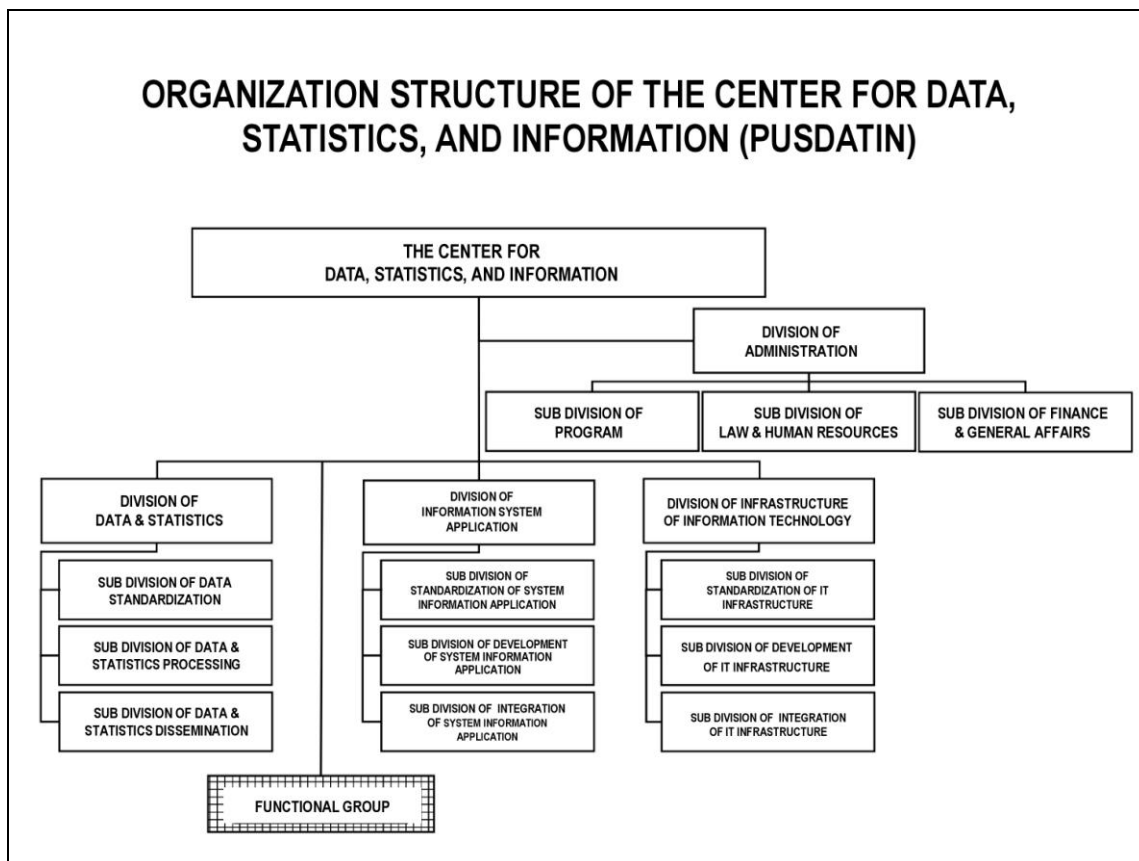 ORGANIZATION STRUCTURE OF THE CENTER FOR DATA,
STATISTICS, AND INFORMATION (PUSDATIN)
THE CENTER FOR
DATA, STATISTICS, AND INFORMATION
DIVISION OF
ADMINISTRATION
SUB DIVISION OF
PROGRAM
SUB DIVISION OF
LAW & HUMAN RESOURCES
SUB DIVISION OF FINANCE
& GENERAL AFFAIRS
DIVISION OF
DATA & STATISTICS
SUB DIVISION OF DATA
STANDARDIZATION
SUB DIVISION OF DATA &
STATISTICS PROCESSING
SUB DIVISION OF DATA &
STATISTICS DISSEMINATION
DIVISION OF
INFORMATION SYSTEM
APPLICATION
SUB DIVISION OF
STANDARDIZATION OF SYSTEM
INFORMATION APPLICATION
SUB DIVISION OF DEVELOPMENT
OF SYSTEM INFORMATION
APPLICATION
SUB DIVISION OF INTEGRATION
OF SYSTEM INFORMATION
APPLICATION
DIVISION OF INFRASTRUCTURE
OF INFORMATION TECHNOLOGY
SUB DIVISION OF
STANDARDIZATION OF IT
INFRASTRUCTURE
SUB DIVISION OF DEVELOPMENT
OF IT INFRASTRUCTURE
SUB DIVISION OF INTEGRATION
OF IT INFRASTRUCTURE
FUNCTIONAL GROUP